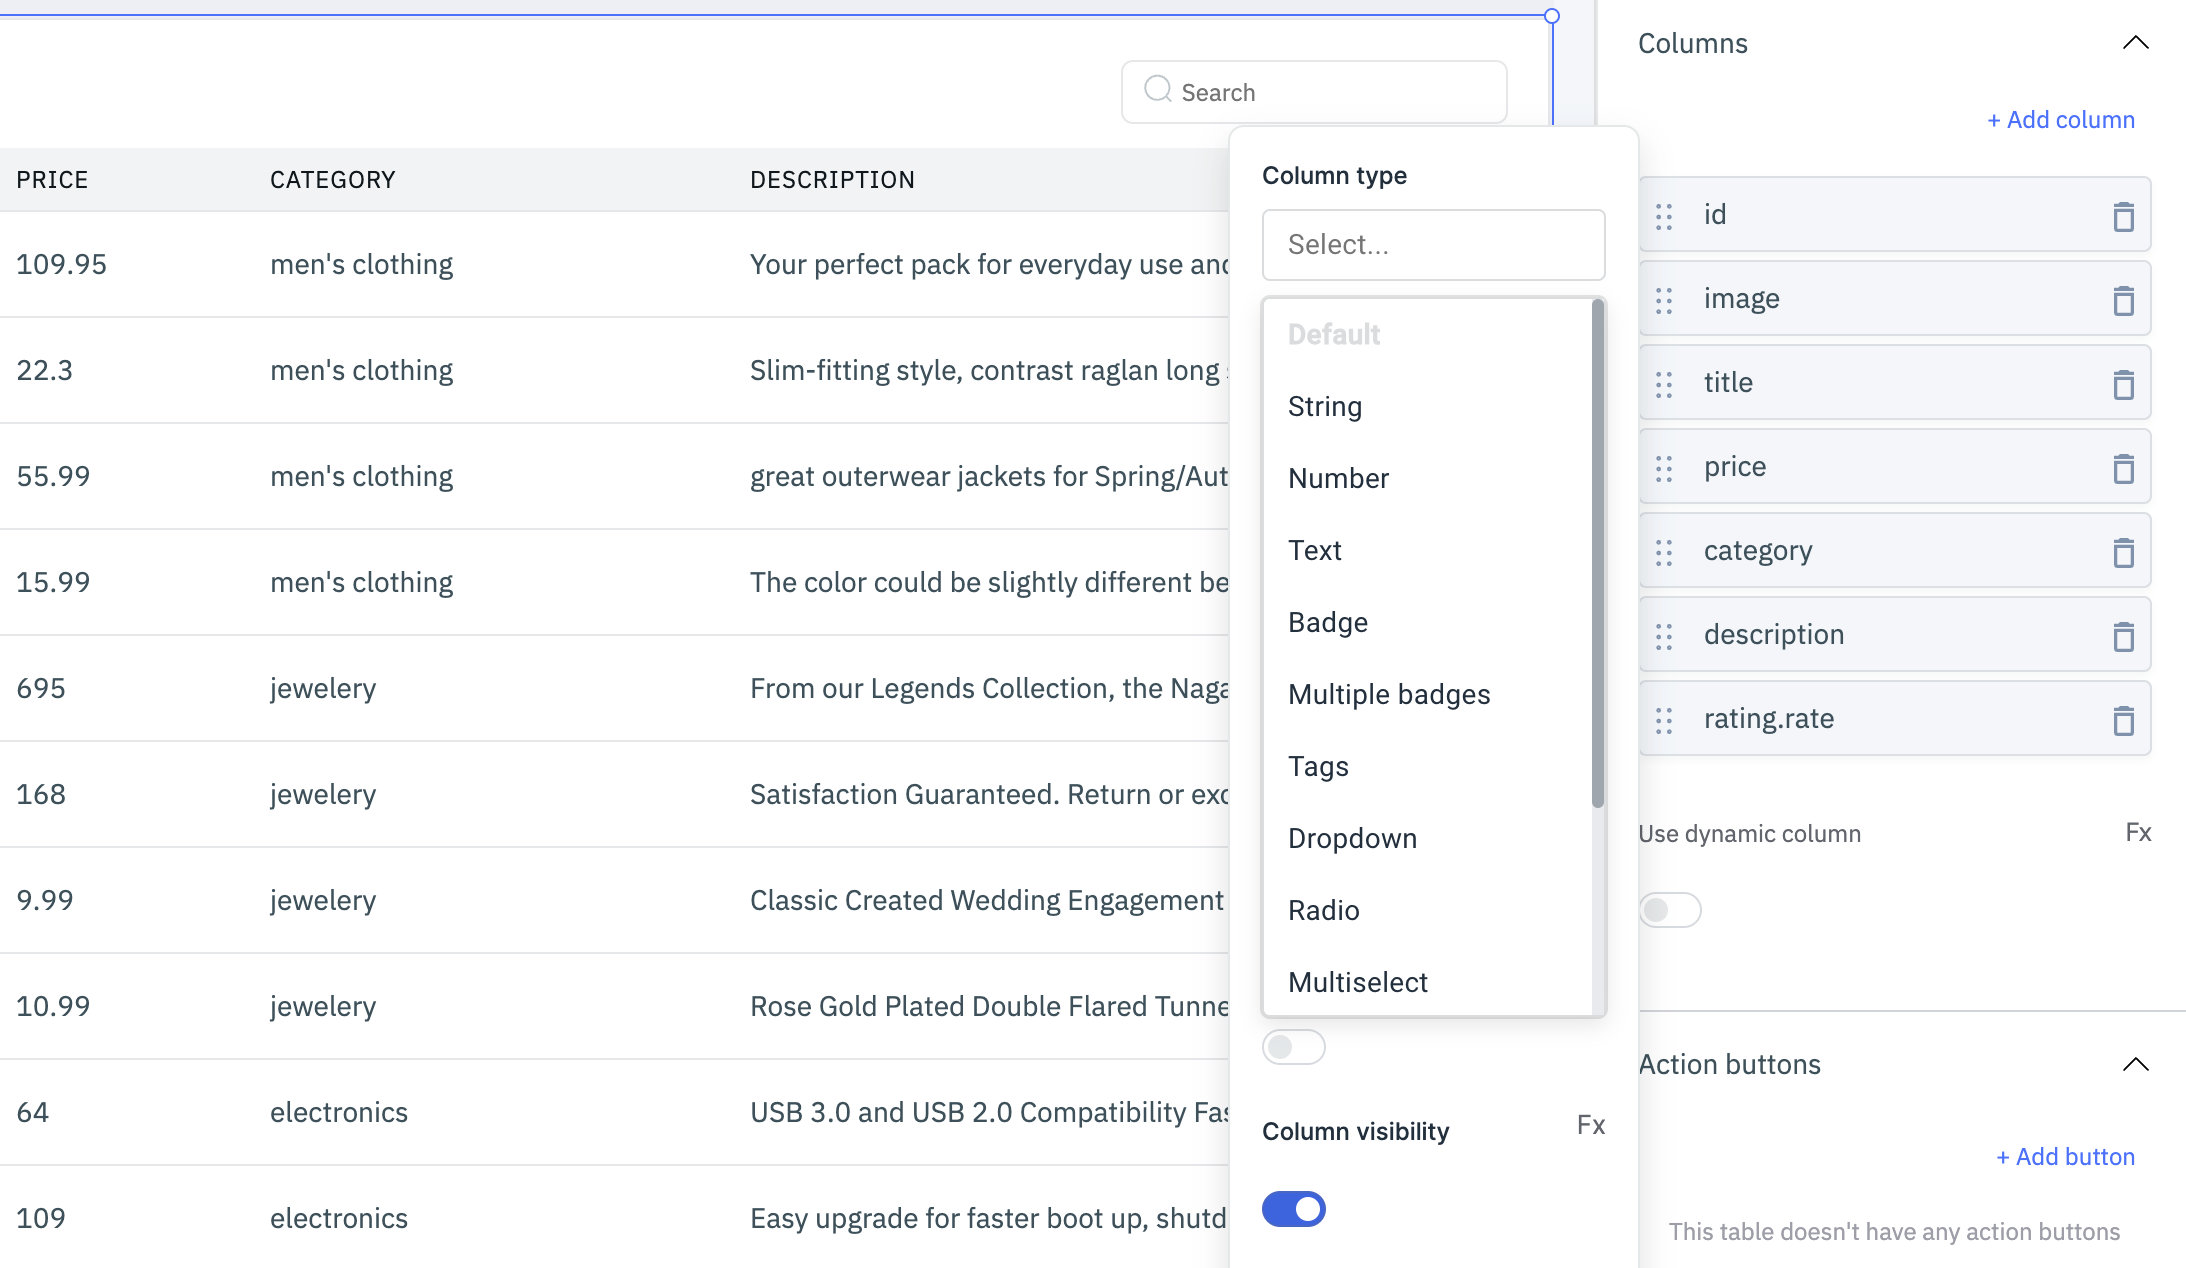 Search
PRICE CATEGORY DESCRIPTION
109.95 men's clothing Your perfect pack for everyday use and
22.3 men's clothing Slim-fitting style, contrast raglan long
55.99 men's clothing great outerwear jackets for Spring/Aut
15.99 men's clothing The color could be slightly different be
695 jewelery From our Legends Collection, the Naga
168 jewelery Satisfaction Guaranteed. Return or exc
9.99 jewelery Classic Created Wedding Engagement
10.99 jewelery Rose Gold Plated Double Flared Tunne
64 electronics USB 3.0 and USB 2.0 Compatibility Fas
109 electronics Easy upgrade for faster boot up, shutd
Column type
Select...
Default
String
Number
Text
Badge
Multiple badges
Tags
Dropdown
Radio
Multiselect
Column visibility Fx
Columns
+ Add column
id
image
title
price
category
description
rating.rate
Use dynamic column Fx
Action buttons
+ Add button
This table doesn't have any action buttons